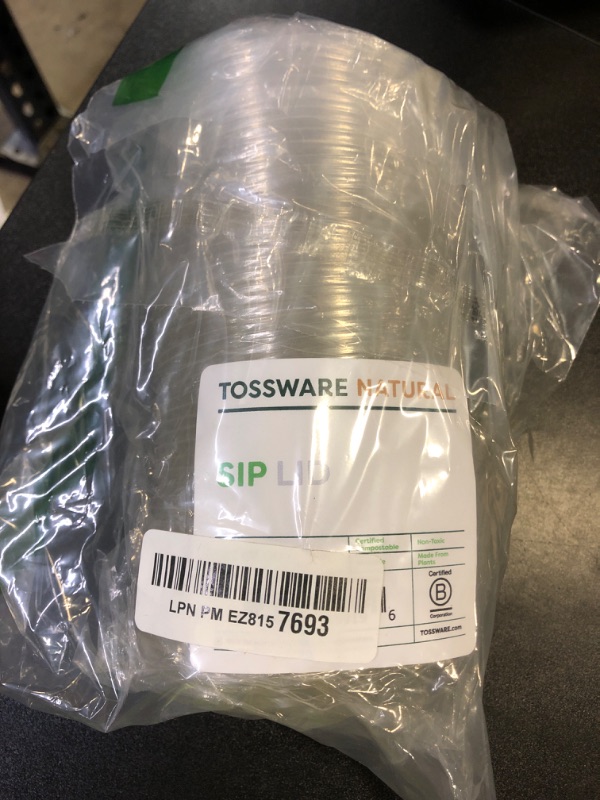 TOSSWARE NATURAL
SIP LID
Certified Non-Toxic
Compostable Made From
Plants
Certified
B
Corporation
6
TOSSWARE.com
LPN PM EZ815 7693